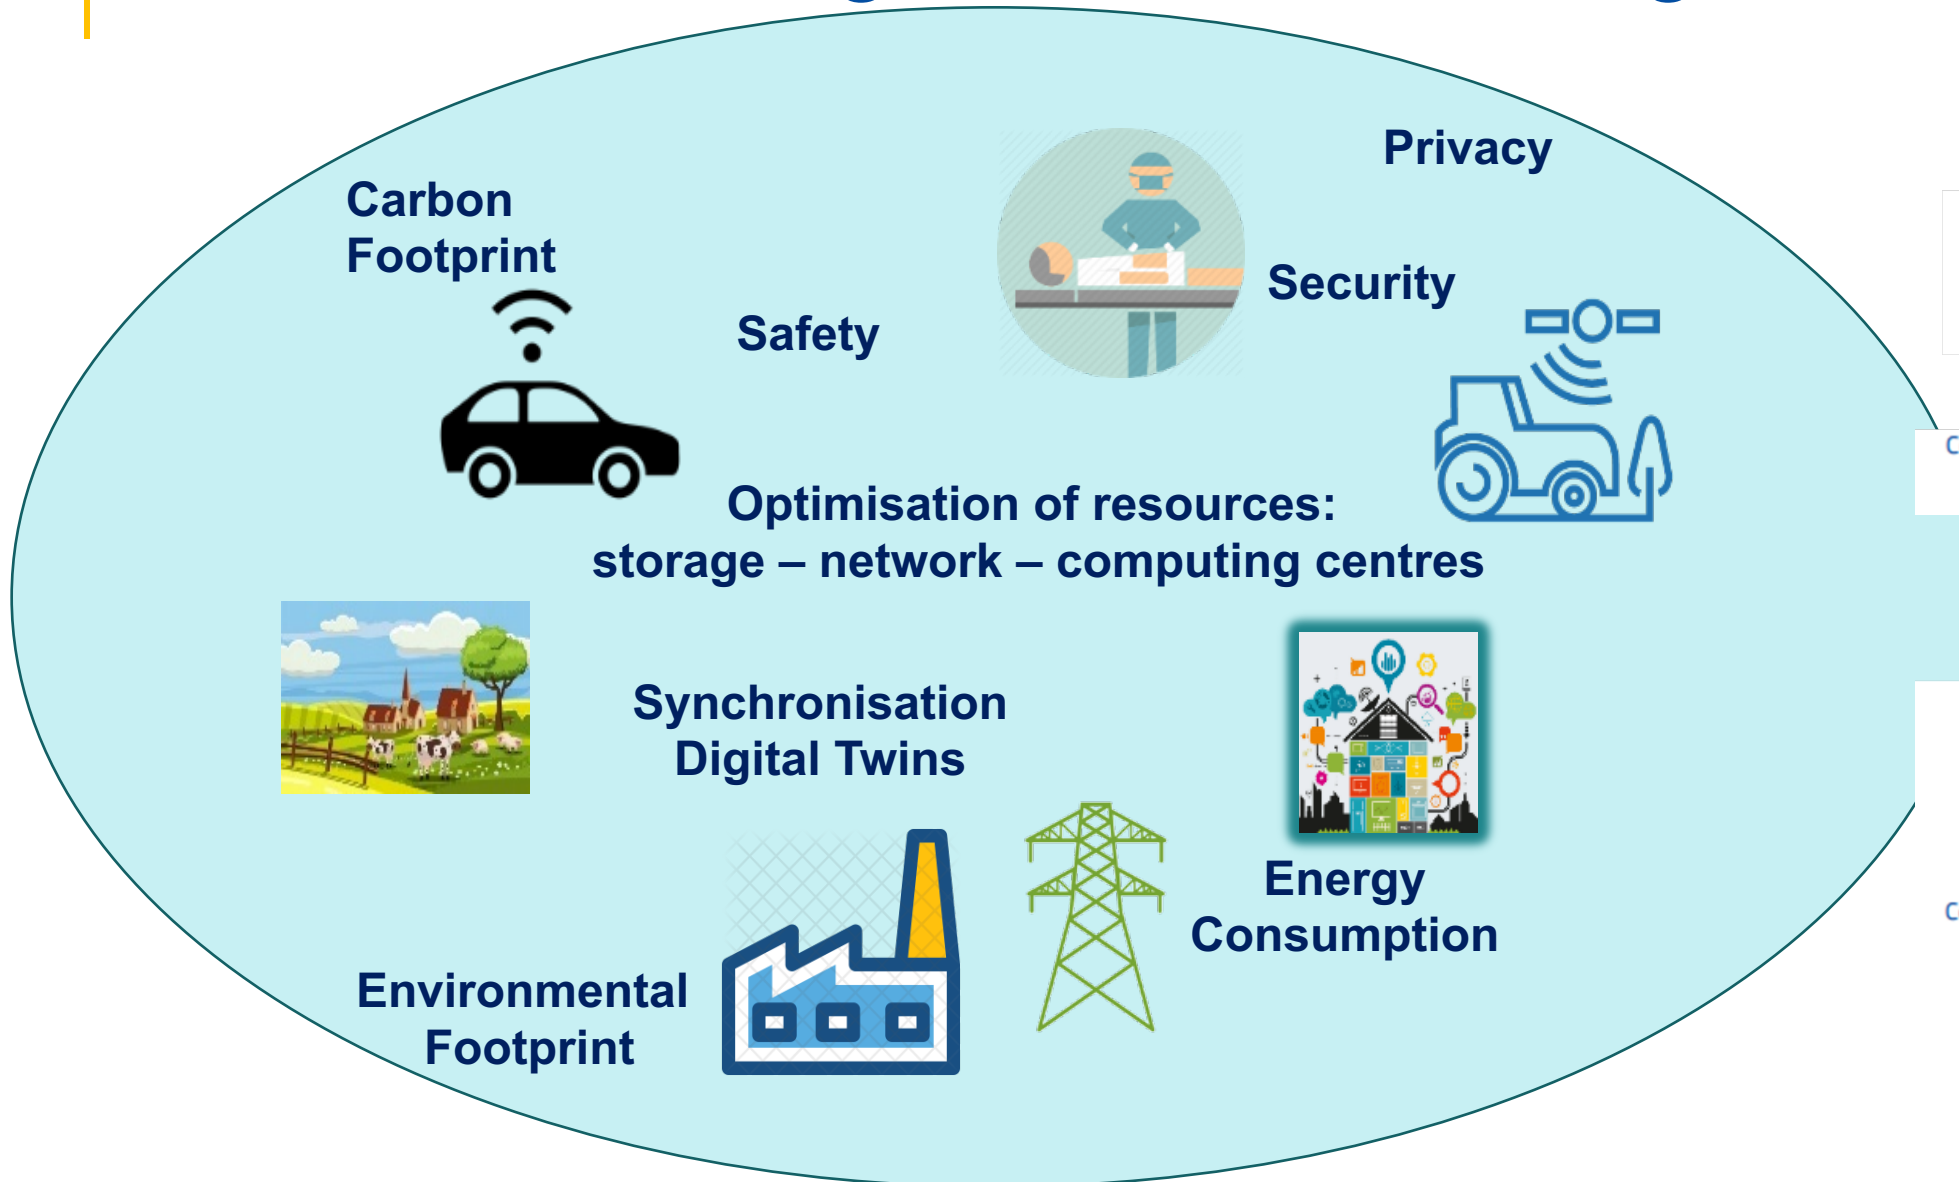 Privacy
Carbon
Footprint
Security
Safety
Optimisation of resources:
storage – network – computing centres
Synchronisation
Digital Twins
Energy
Consumption
Environmental
Footprint